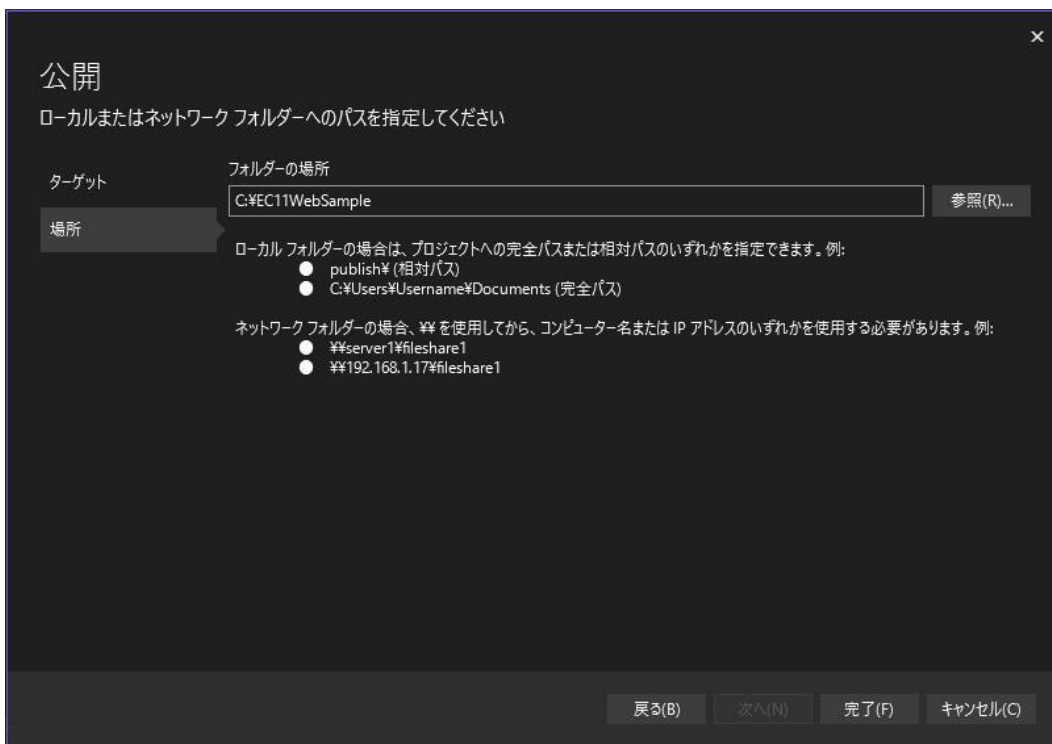 公開
ローカルまたはネットワーク フォルダーへのパスを指定してください
ターゲット
場所
フォルダーの場所
C:¥EC11WebSample
参照(R)...
ローカル フォルダーの場合は、プロジェクトへの完全パスまたは相対パスのいずれかを指定できます。例:
publish¥ (相対パス)
C:¥Users¥Username¥Documents (完全パス)
ネットワーク フォルダーの場合、¥¥ を使用してから、コンピューター名または IP アドレスのいずれかを使用する必要があります。例:
¥¥server1¥fileshare1
¥¥192.168.1.17¥fileshare1
戻る(B)
次へ(N)
完了(F)
キャンセル(C)